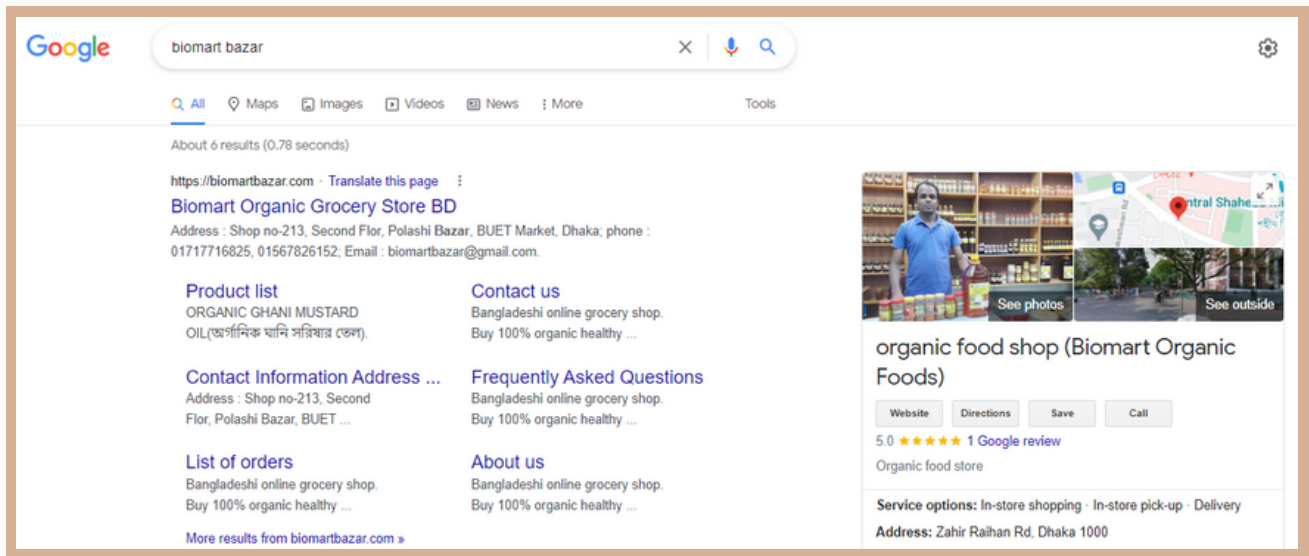 Google
biomart bazar
All Maps Images Videos News More Tools
About 6 results (0.78 seconds)
https://biomartbazar.com · Translate this page
Biomart Organic Grocery Store BD
Address : Shop no-213, Second Flor, Polashi Bazar, BUET Market, Dhaka; phone :
01717716825, 01567826152; Email : biomartbazar@gmail.com.
Product list
ORGANIC GHANI MUSTARD
OIL(অর্গানিক ঘানি সরিষার তেল).
Contact us
Bangladeshi online grocery shop.
Buy 100% organic healthy ...
Contact Information Address ...
Address : Shop no-213, Second
Flor, Polashi Bazar, BUET ...
Frequently Asked Questions
Bangladeshi online grocery shop.
Buy 100% organic healthy ...
List of orders
Bangladeshi online grocery shop.
Buy 100% organic healthy ...
About us
Bangladeshi online grocery shop.
Buy 100% organic healthy ...
More results from biomartbazar.com »
See photos
See outside
organic food shop (Biomart Organic
Foods)
Website Directions Save Call
5.0 1 Google review
Organic food store
Service options: In-store shopping · In-store pick-up · Delivery
Address: Zahir Raihan Rd, Dhaka 1000